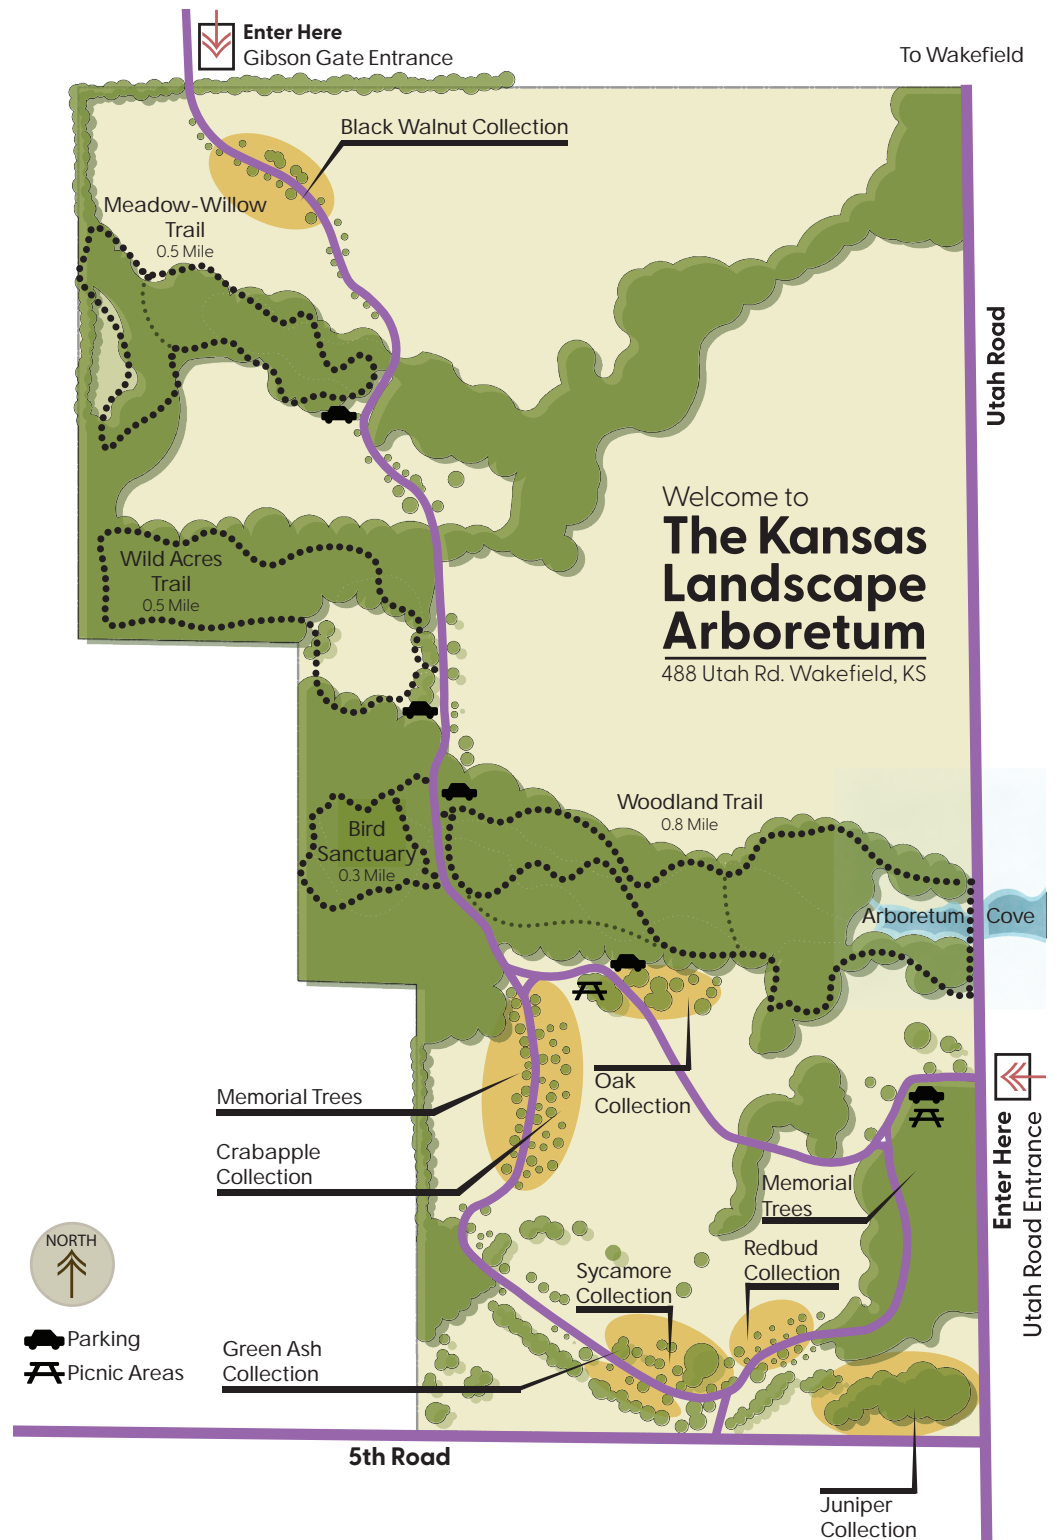 Enter Here
Gibson Gate Entrance
To Wakefield
Black Walnut Collection
Meadow-Willow
Trail
0.5 Mile
Utah Road
Welcome to
The Kansas
Landscape
Arboretum
488 Utah Rd. Wakefield, KS
Wild Acres
Trail
0.5 Mile
Woodland Trail
0.8 Mile
Bird
Sanctuary
0.3 Mile
Arboretum
Cove
Oak
Collection
Memorial Trees
Crabapple
Collection
Enter Here
Utah Road Entrance
Memorial
Trees
NORTH
Redbud
Collection
Sycamore
Collection
Parking
Picnic Areas
Green Ash
Collection
5th Road
Juniper
Collection